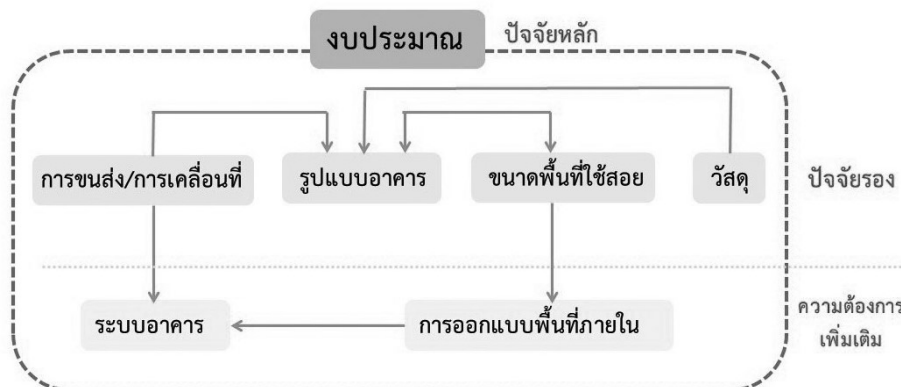 งบประมาณ ปัจจัยหลัก
การขนส่ง/การเคลื่อนที่ รูปแบบอาคาร ขนาดพื้นที่ใช้สอย วัสดุ ปัจจัยรอง
ระบบอาคาร การออกแบบพื้นที่ภายใน ความต้องการ
เพิ่มเติม